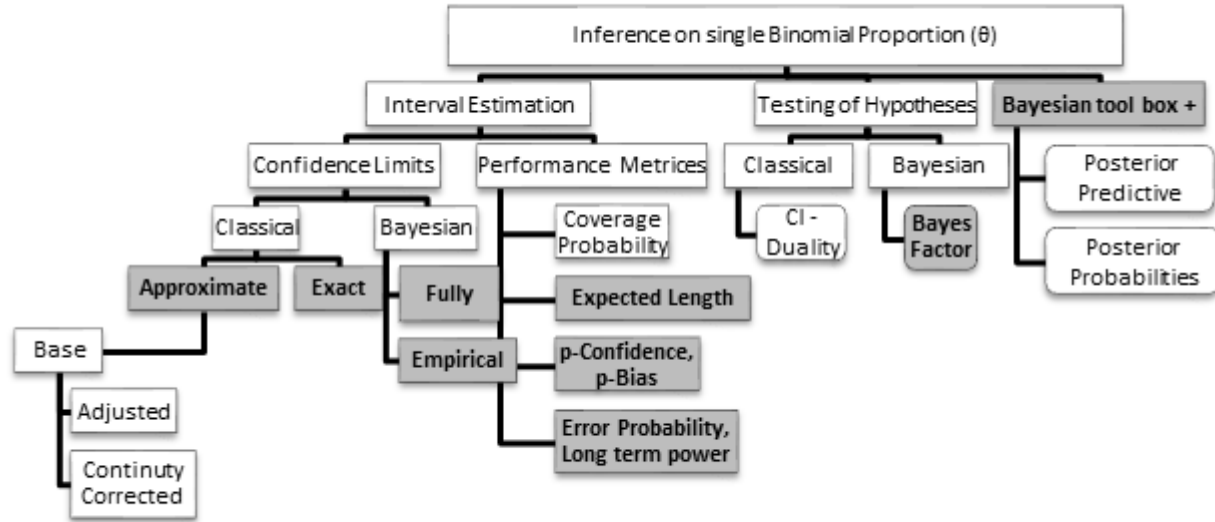 Inference on single Binomial Proportion (θ)
Interval Estimation
Testing of Hypotheses
Bayesian tool box +
Confidence Limits
Performance Metrices
Classical
Bayesian
Posterior
Predictive
Classical
Bayesian
Coverage
Probability
CI -
Duality
Bayes
Factor
Posterior
Probabilities
Approximate
Exact
Fully
Expected Length
Base
Empirical
p-Confidence,
p-Bias
Adjusted
Error Probability,
Long term power
Continuty
Corrected